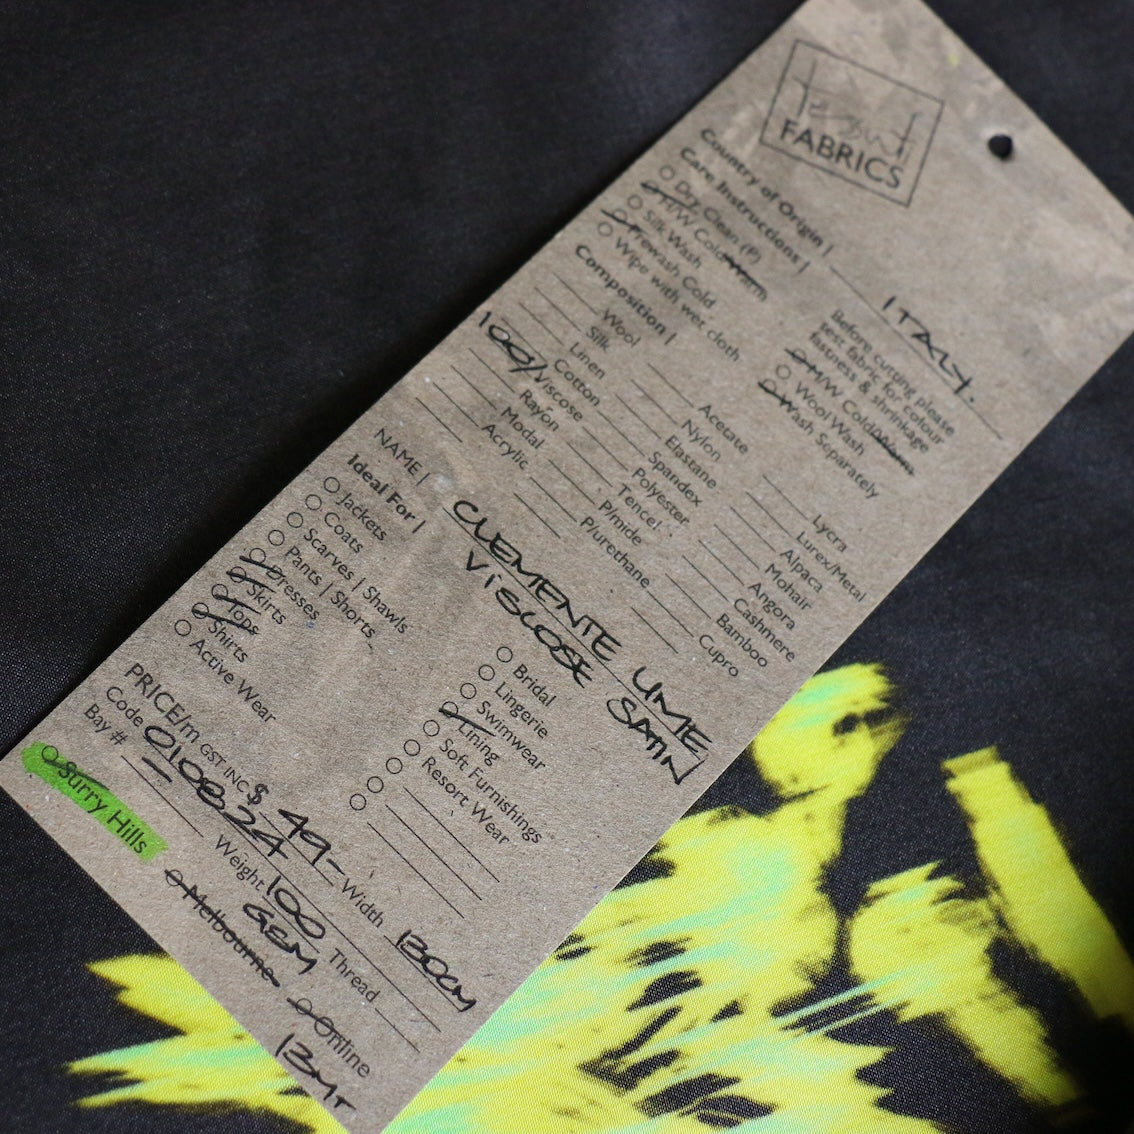 tessuti
FABRICS
Country of Origin | ITALY.
Care Instructions |
Dry Clean (P)
H/W Cold Warm
Silk Wash
Prewash Cold
Wipe with wet cloth
Before cutting please
test fabric for colour
fastness & shrinkage
M/W Cold Warm
Wool Wash
Wash Separately
Composition |
Wool
Silk
Linen
Cotton
100% Viscose
Rayon
Modal
Acrylic
Acetate
Nylon
Elastane
Spandex
Polyester
Tencel
P/mide
P/urethane
Lycra
Lurex/Metal
Alpaca
Mohair
Angora
Cashmere
Bamboo
Cupro
NAME | CLEMENTE LIME
VISCOSE SATIN
Ideal For |
Jackets
Coats
Scarves | Shawls
Pants | Shorts
Dresses
Skirts
Tops
Shirts
Active Wear
Bridal
Lingerie
Swimwear
Lining
Soft Furnishings
Resort Wear
PRICE/m GST INC $ 49- Width 130CM
Code 010824 Weight 100 GSM Thread
Bay #
Surry Hills Melbourne Online
13MT